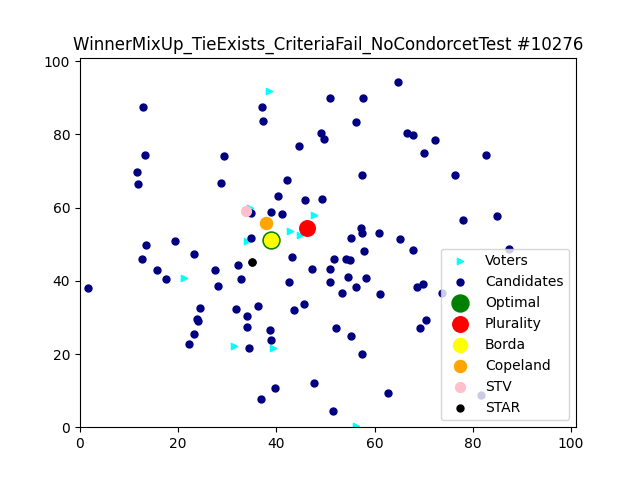 WinnerMixUp_TieExists_CriteriaFail_NoCondorcetTest #10276
100
80
60
40
20
0
0
20
40
60
80
100
Voters
Candidates
Optimal
Plurality
Borda
Copeland
STV
STAR